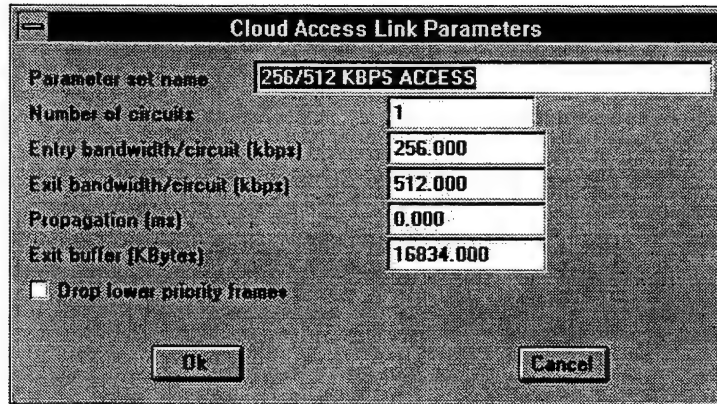 Cloud Access Link Parameters
Parameter set name 256/512 KBPS ACCESS
Number of circuits 1
Entry bandwidth/circuit (kbps) 256.000
Exit bandwidth/circuit (kbps) 512.000
Propagation (ms) 0.000
Exit buffer (KBytes) 16834.000
Drop lower priority frames
Ok Cancel